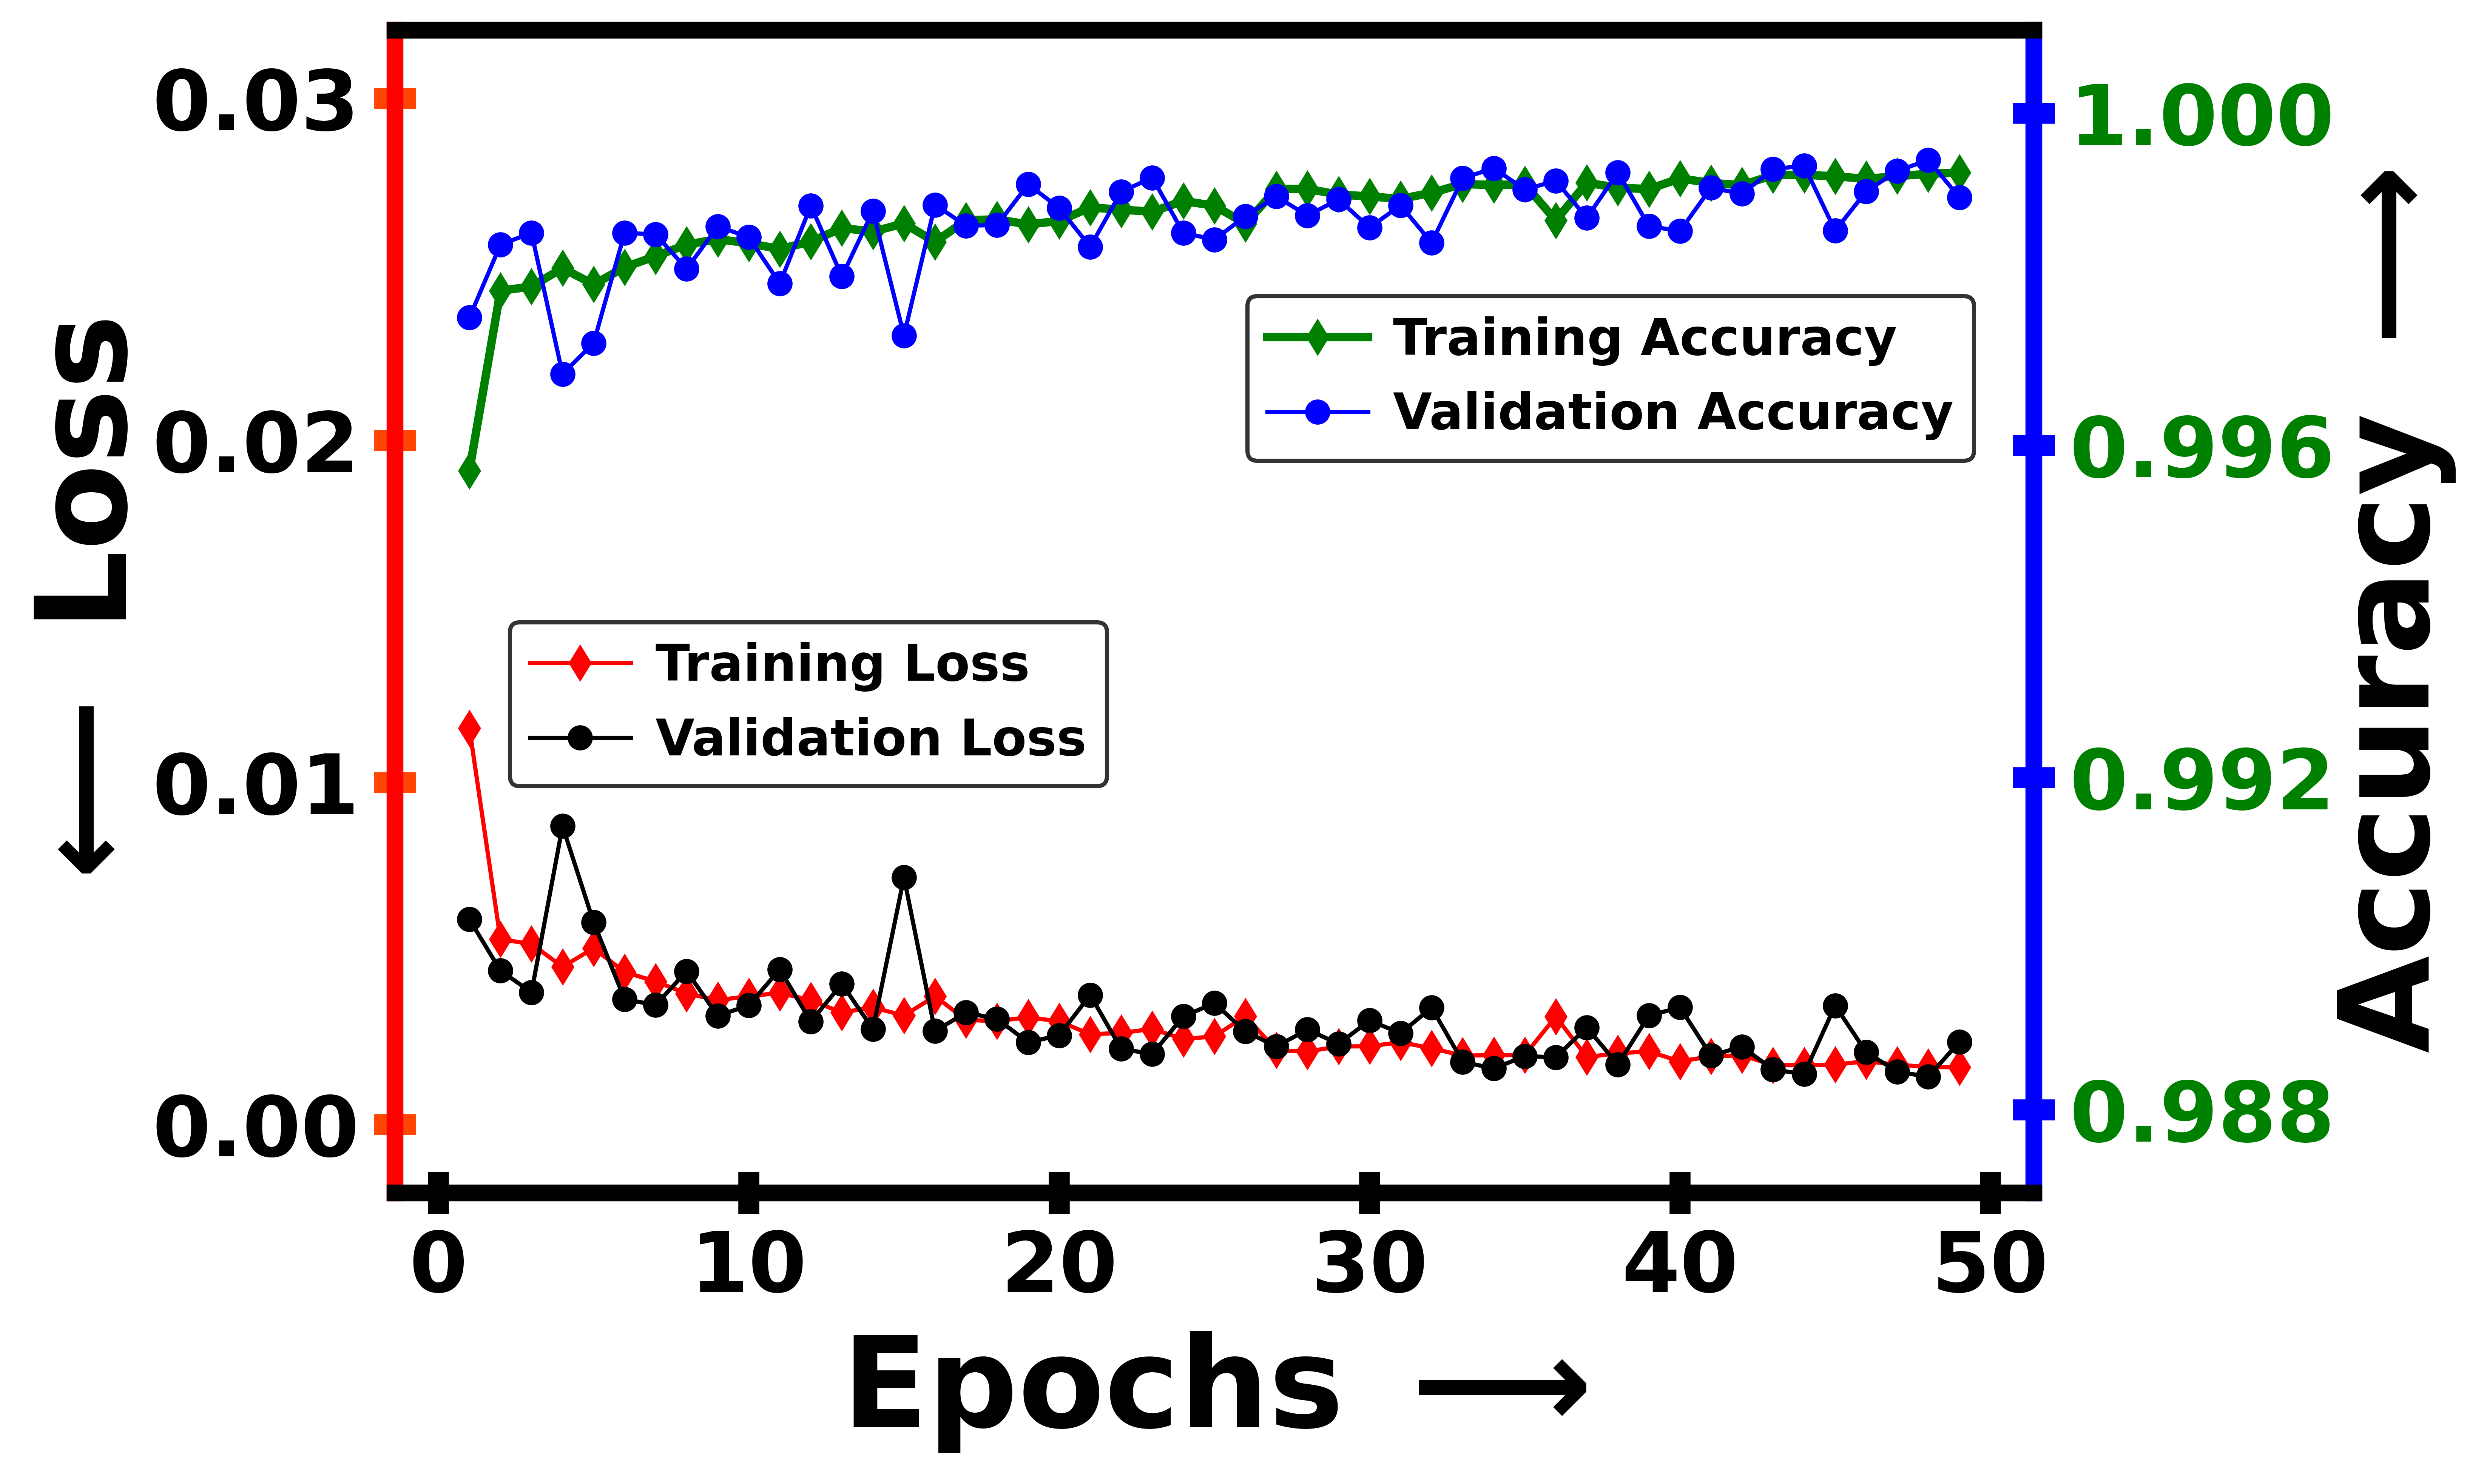 0.03
0.02
0.01
0.00
Loss
←
1.000
0.996
0.992
0.988
Accuracy →
Training Accuracy
Validation Accuracy
Training Loss
Validation Loss
0 10 20 30 40 50
Epochs →